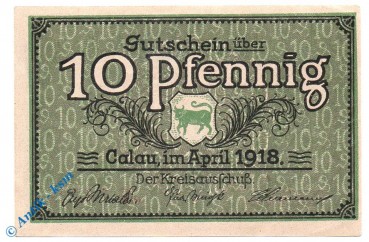 Gutschein über
10 Pfennig
Calau, im April 1918.
Der Kreisausschuß